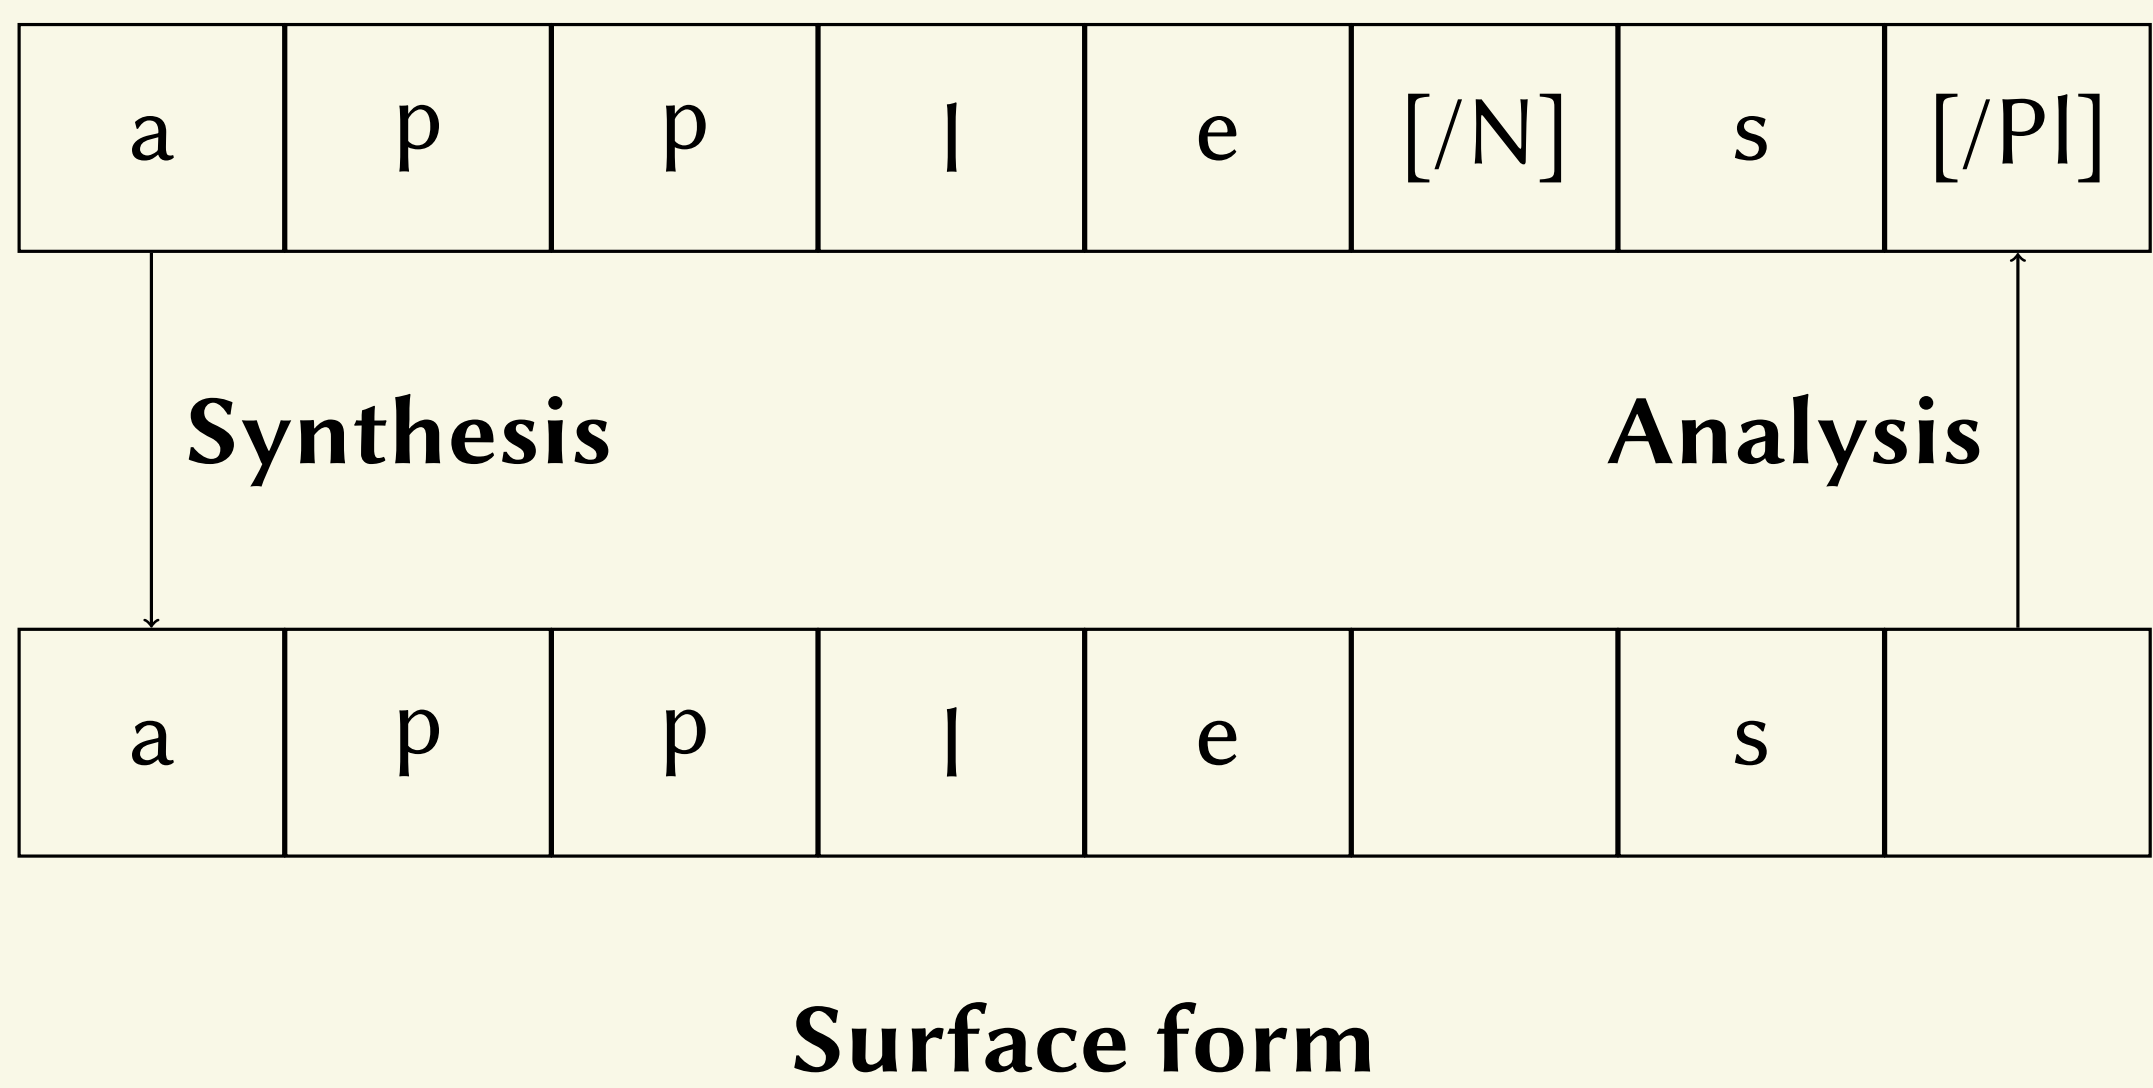 a p p l e [/N] s [/Pl]
Synthesis Analysis
a p p l e s
Surface form